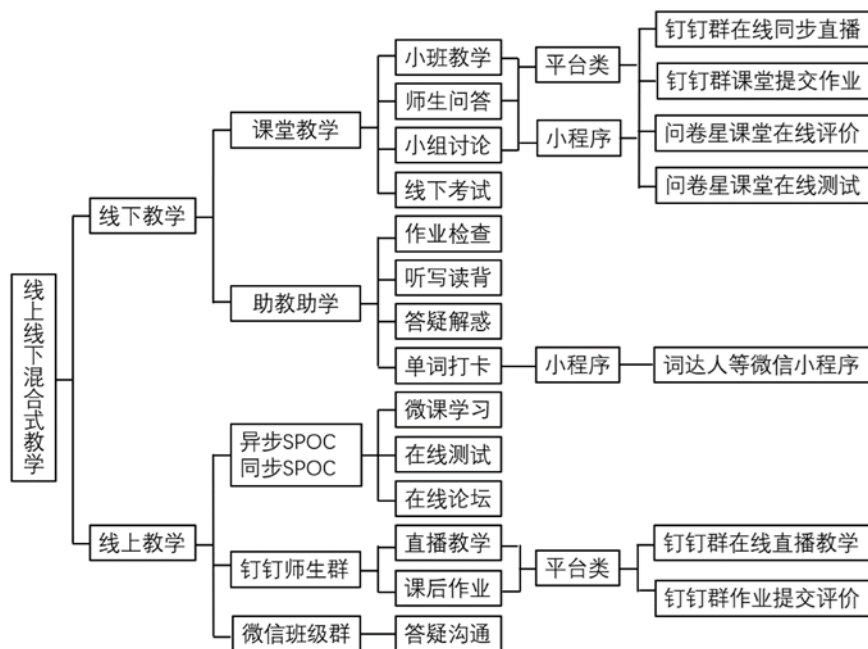 线上线下混合式教学
线下教学
课堂教学
小班教学
师生问答
小组讨论
线下考试
平台类
小程序
钉钉群在线同步直播
钉钉群课堂提交作业
问卷星课堂在线评价
问卷星课堂在线测试
助教助学
作业检查
听写读背
答疑解惑
单词打卡
小程序
词达人等微信小程序
线上教学
异步SPOC
同步SPOC
微课学习
在线测试
在线论坛
钉钉师生群
直播教学
课后作业
平台类
钉钉群在线直播教学
钉钉群作业提交评价
微信班级群
答疑沟通